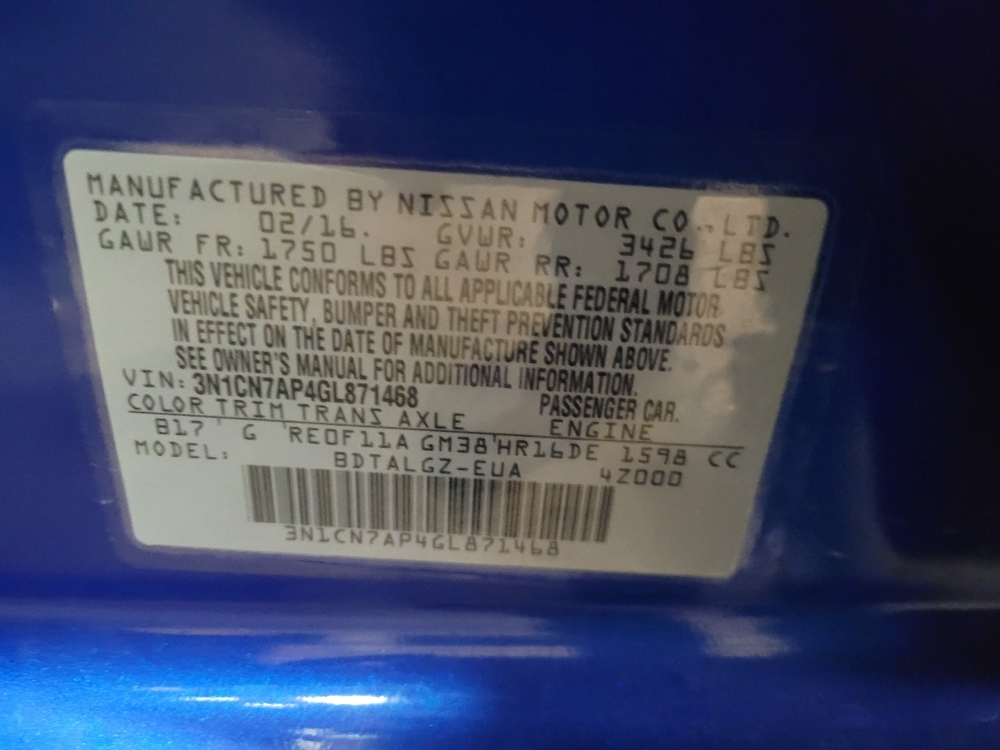 MANUFACTURED BY NISSAN MOTOR CO., LTD.
DATE: 02/16. GVWR: 3426 LBS
GAWR FR: 1750 LBS GAWR RR: 1708 LBS
THIS VEHICLE CONFORMS TO ALL APPLICABLE FEDERAL MOTOR
VEHICLE SAFETY, BUMPER AND THEFT PREVENTION STANDARDS
IN EFFECT ON THE DATE OF MANUFACTURE SHOWN ABOVE.
SEE OWNER'S MANUAL FOR ADDITIONAL INFORMATION.
VIN: 3N1CN7AP4GL871468 PASSENGER CAR.
COLOR TRIM TRANS AXLE ENGINE
B17 G RE0F11A GM38 HR16DE 1598 CC
MODEL: BDTALGZ-EUA 4Z000
3N1CN7AP4GL871468